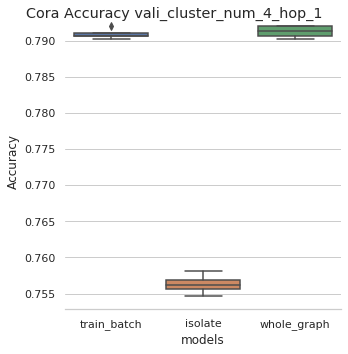 Cora Accuracy vali_cluster_num_4_hop_1
0.790
0.785
0.780
0.775
0.770
0.765
0.760
0.755
Accuracy
train_batch isolate whole_graph
models